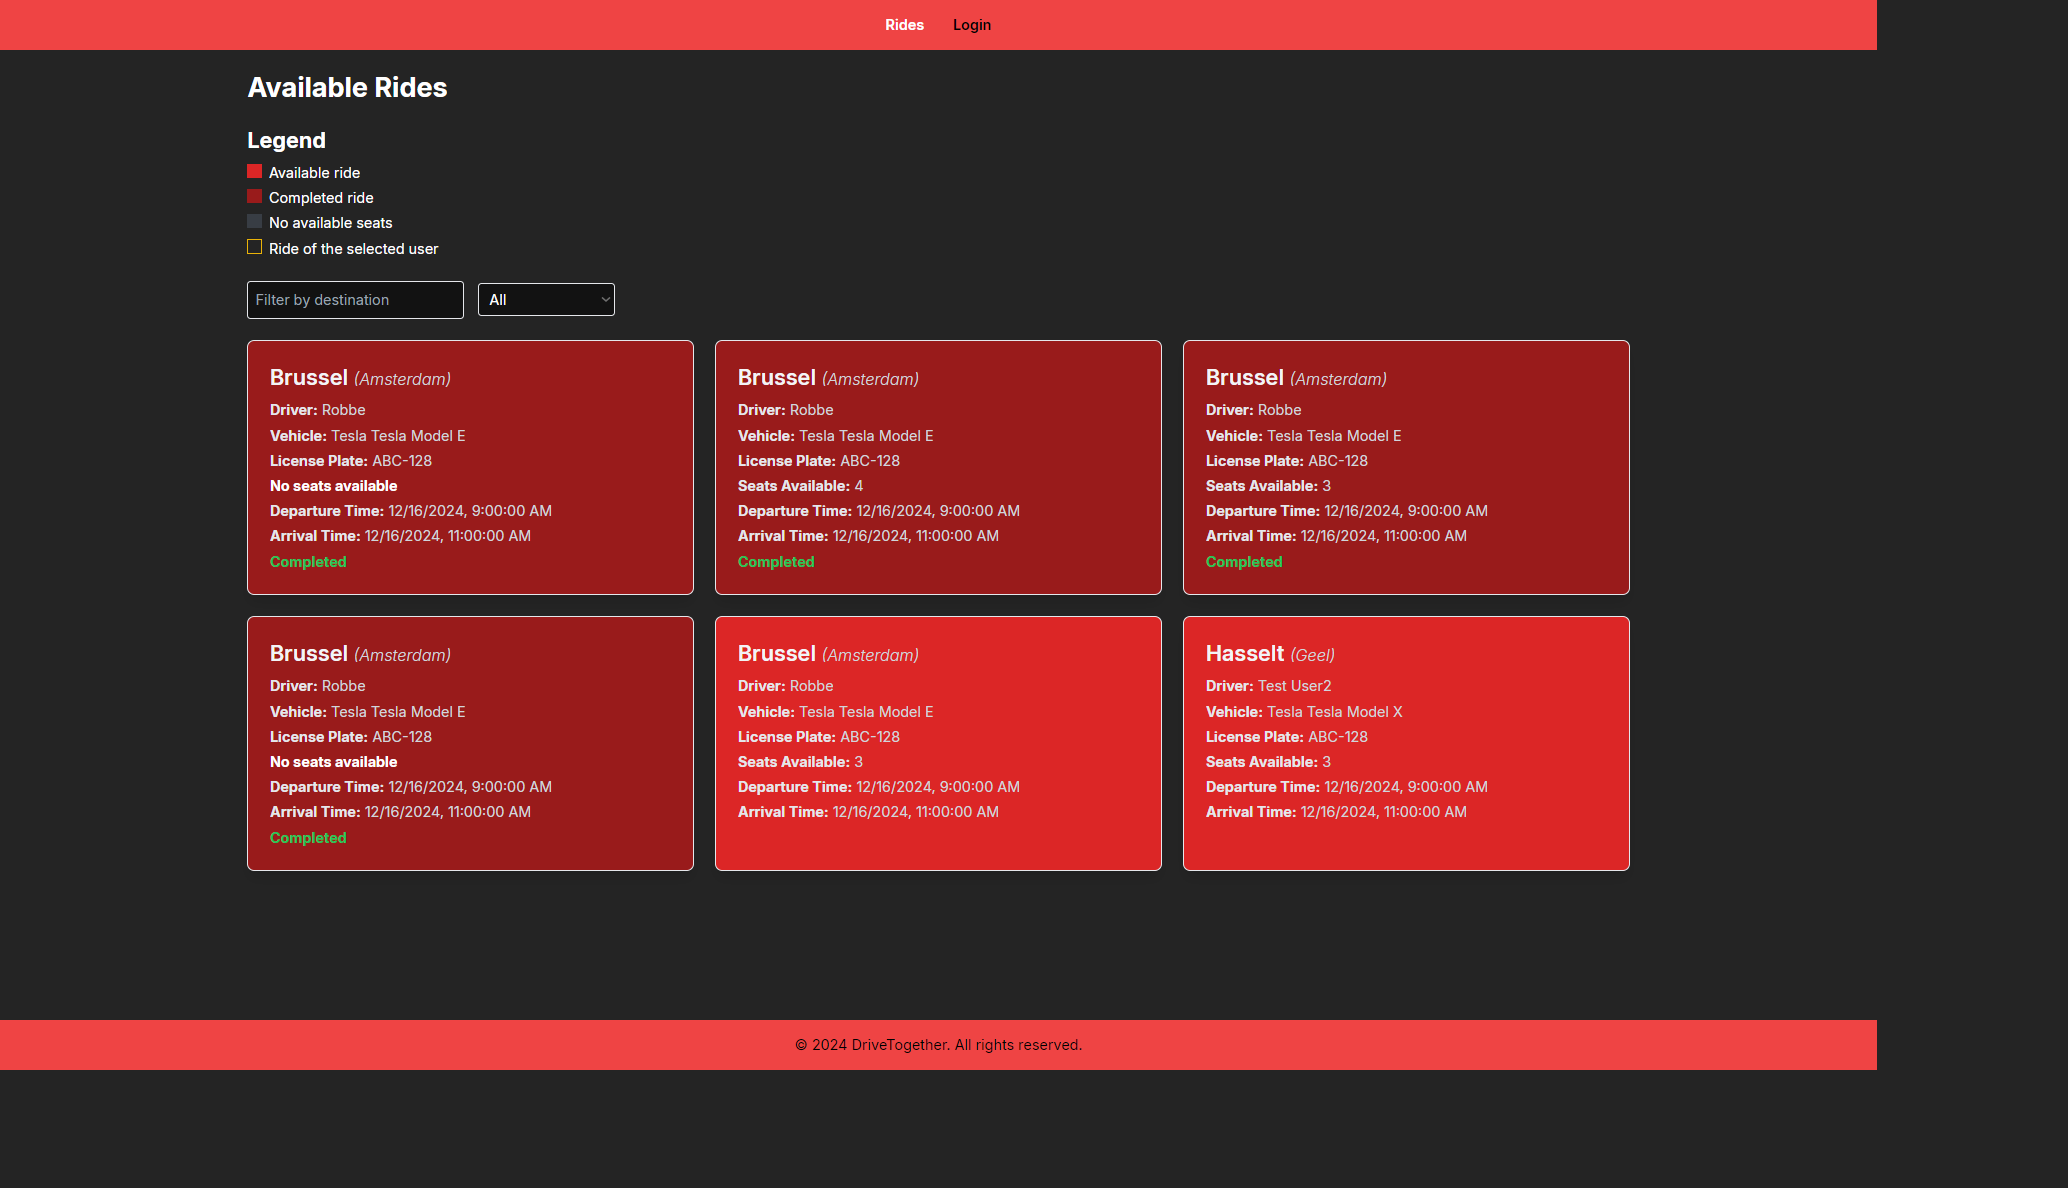 Rides Login
Available Rides
Legend
Available ride
Completed ride
No available seats
Ride of the selected user
Filter by destination
All
Brussel (Amsterdam)
Driver: Robbe
Vehicle: Tesla Tesla Model E
License Plate: ABC-128
No seats available
Departure Time: 12/16/2024, 9:00:00 AM
Arrival Time: 12/16/2024, 11:00:00 AM
Completed
Brussel (Amsterdam)
Driver: Robbe
Vehicle: Tesla Tesla Model E
License Plate: ABC-128
Seats Available: 4
Departure Time: 12/16/2024, 9:00:00 AM
Arrival Time: 12/16/2024, 11:00:00 AM
Completed
Brussel (Amsterdam)
Driver: Robbe
Vehicle: Tesla Tesla Model E
License Plate: ABC-128
Seats Available: 3
Departure Time: 12/16/2024, 9:00:00 AM
Arrival Time: 12/16/2024, 11:00:00 AM
Completed
Brussel (Amsterdam)
Driver: Robbe
Vehicle: Tesla Tesla Model E
License Plate: ABC-128
No seats available
Departure Time: 12/16/2024, 9:00:00 AM
Arrival Time: 12/16/2024, 11:00:00 AM
Completed
Brussel (Amsterdam)
Driver: Robbe
Vehicle: Tesla Tesla Model E
License Plate: ABC-128
Seats Available: 3
Departure Time: 12/16/2024, 9:00:00 AM
Arrival Time: 12/16/2024, 11:00:00 AM
Hasselt (Geel)
Driver: Test User2
Vehicle: Tesla Tesla Model X
License Plate: ABC-128
Seats Available: 3
Departure Time: 12/16/2024, 9:00:00 AM
Arrival Time: 12/16/2024, 11:00:00 AM
© 2024 DriveTogether. All rights reserved.